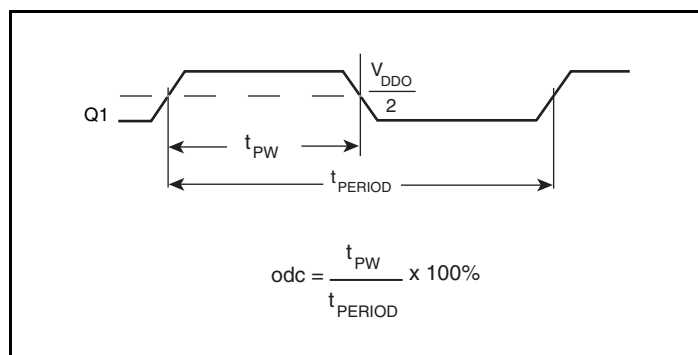 V_DDO
2
Q1
t_PW
t_PERIOD
odc = t_PW / t_PERIOD x 100%